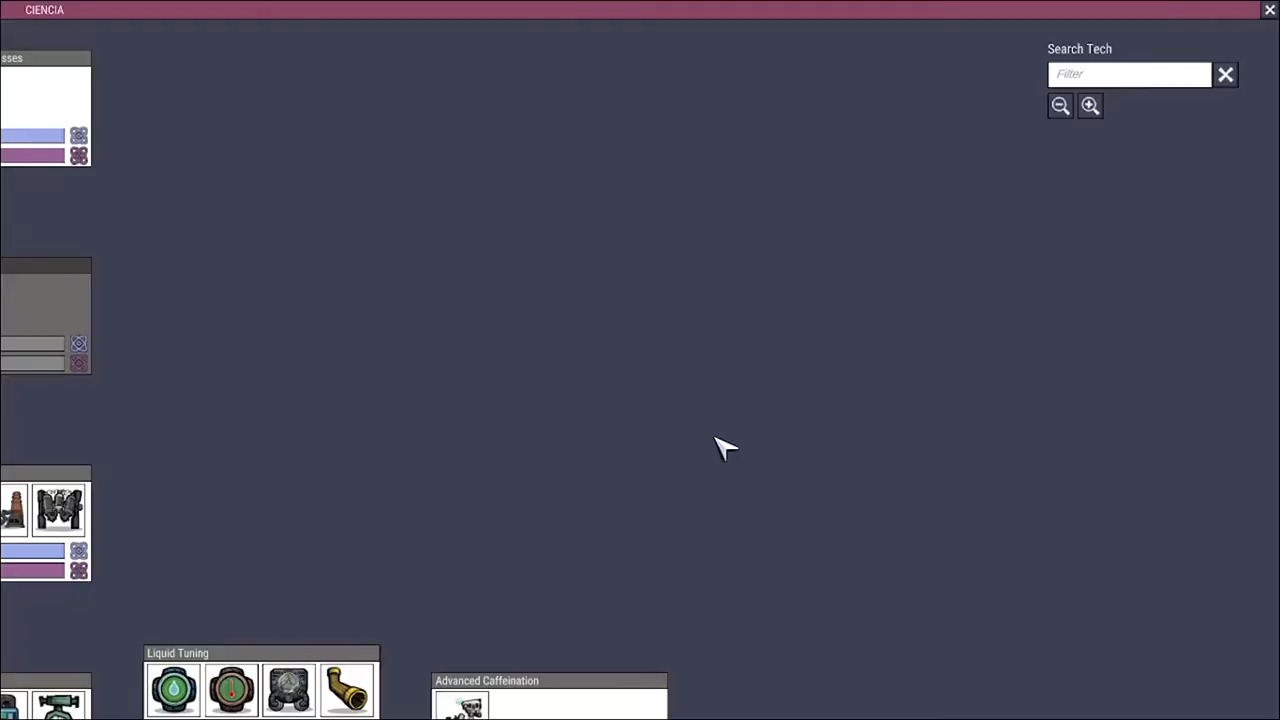 CIENCIA
Search Tech
sses
Filter
Liquid Tuning
Advanced Caffeination